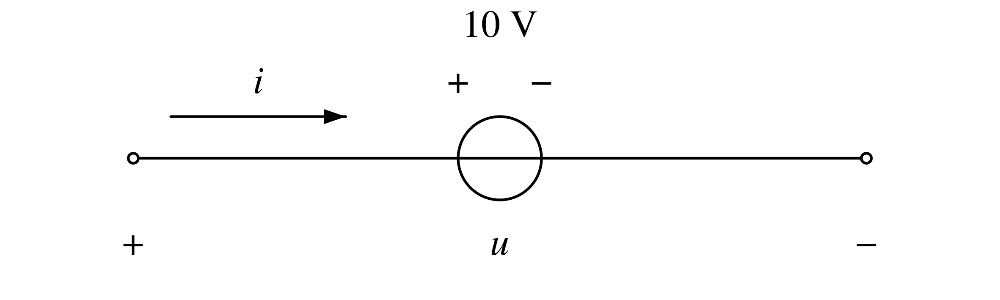 10 V
i
+ −
+ u −